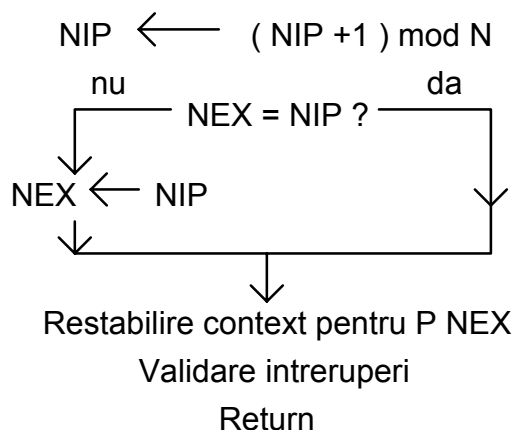 NIP ← ( NIP +1 ) mod N
nu da
NEX = NIP ?
NEX ← NIP
Restabilire context pentru P NEX
Validare intreruperi
Return